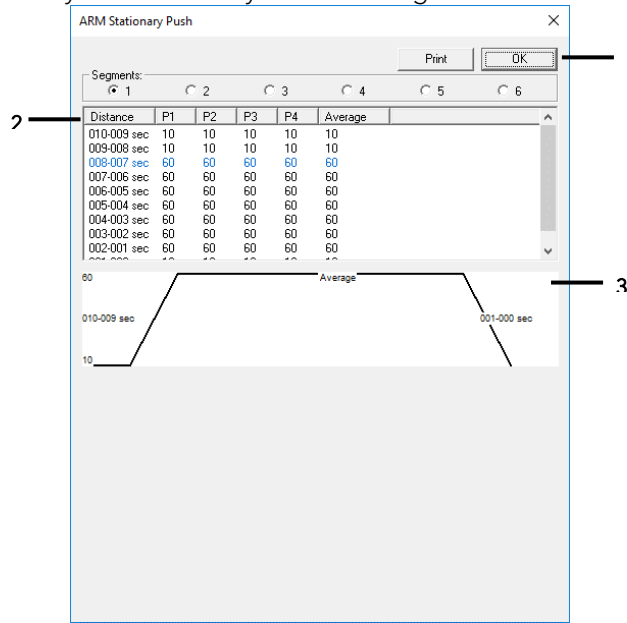 ARM Stationary Push
Print OK
Segments:
1 2 3 4 5 6
2
Distance P1 P2 P3 P4 Average
010-009 sec 10 10 10 10 10
009-008 sec 10 10 10 10 10
008-007 sec 60 60 60 60 60
007-006 sec 60 60 60 60 60
006-005 sec 60 60 60 60 60
005-004 sec 60 60 60 60 60
004-003 sec 60 60 60 60 60
003-002 sec 60 60 60 60 60
002-001 sec 60 60 60 60 60
60 Average
3
010-009 sec 001-000 sec
10